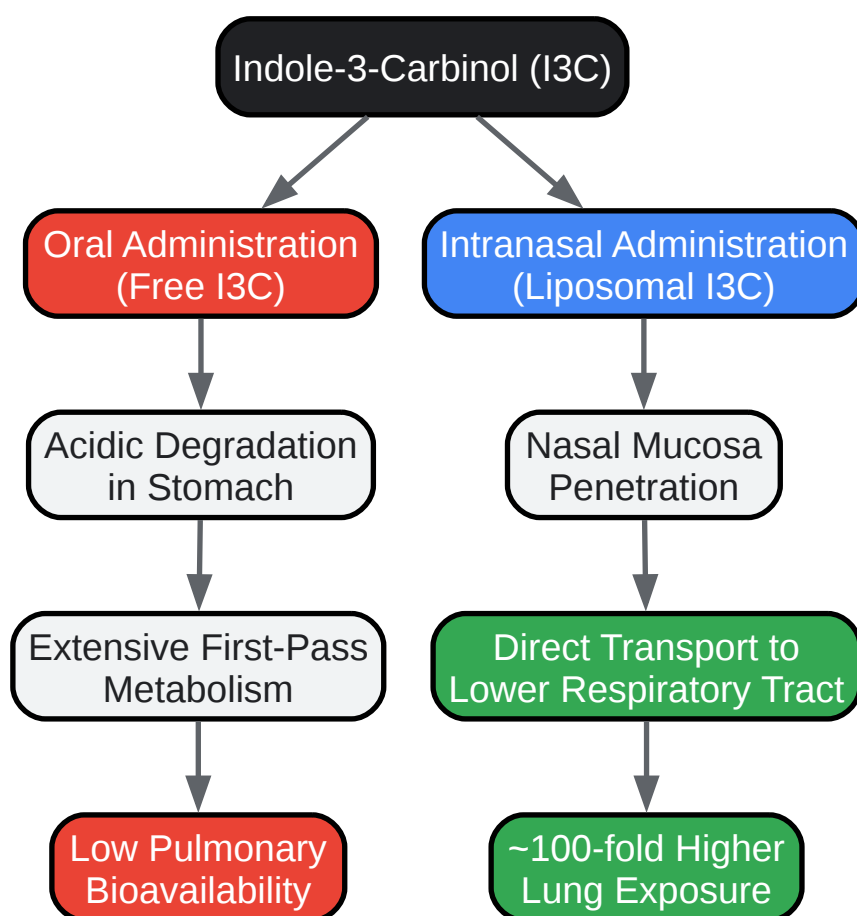 Indole-3-Carbinol (I3C)
Oral Administration
(Free I3C)
Intranasal Administration
(Liposomal I3C)
Acidic Degradation
in Stomach
Nasal Mucosa
Penetration
Extensive First-Pass
Metabolism
Direct Transport to
Lower Respiratory Tract
Low Pulmonary
Bioavailability
~100-fold Higher
Lung Exposure